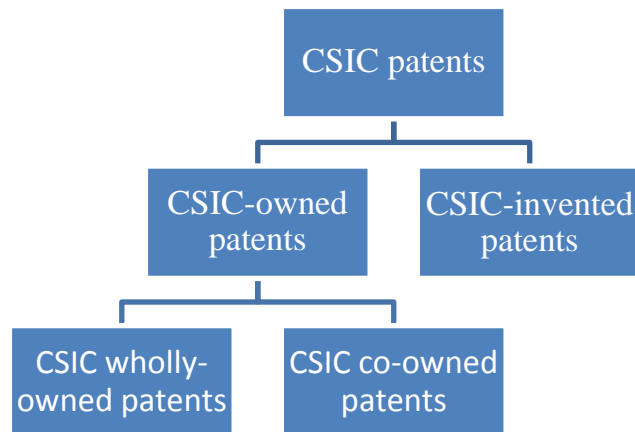 CSIC patents
CSIC-owned
patents
CSIC-invented
patents
CSIC wholly-
owned patents
CSIC co-owned
patents